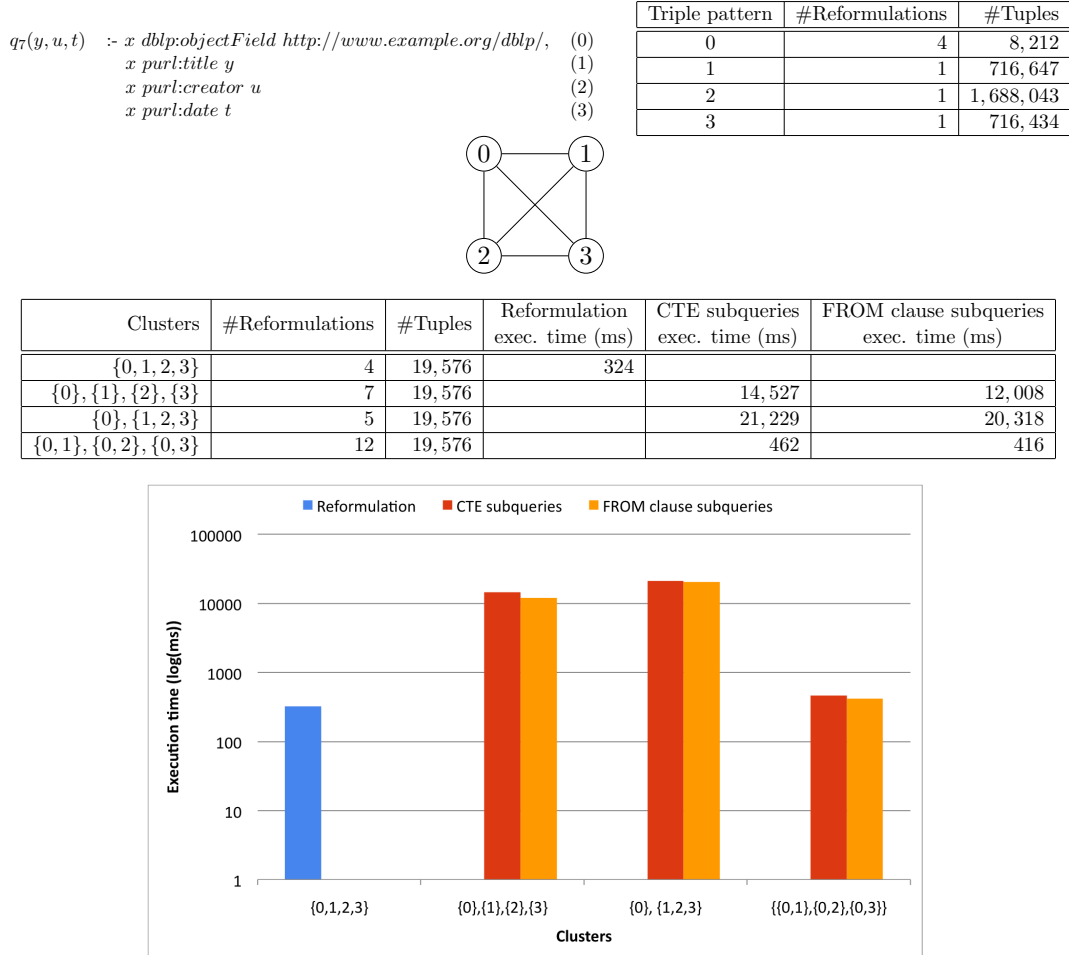 q7(y, u, t) :- x dblp:objectField http://www.example.org/dblp/, (0)
x purl:title y (1)
x purl:creator u (2)
x purl:date t (3)
Triple pattern #Reformulations #Tuples
0 4 8,212
1 1 716,647
2 1 1,688,043
3 1 716,434
0 1
2 3
Clusters #Reformulations #Tuples Reformulation exec. time (ms) CTE subqueries exec. time (ms) FROM clause subqueries exec. time (ms)
{0, 1, 2, 3} 4 19,576 324
{0}, {1}, {2}, {3} 7 19,576 14,527 12,008
{0}, {1, 2, 3} 5 19,576 21,229 20,318
{0, 1}, {0, 2}, {0, 3} 12 19,576 462 416
Reformulation CTE subqueries FROM clause subqueries
Execution time (log(ms))
100000
10000
1000
100
10
1
{0,1,2,3} {0},{1},{2},{3} {0}, {1,2,3} {{0,1},{0,2},{0,3}}
Clusters